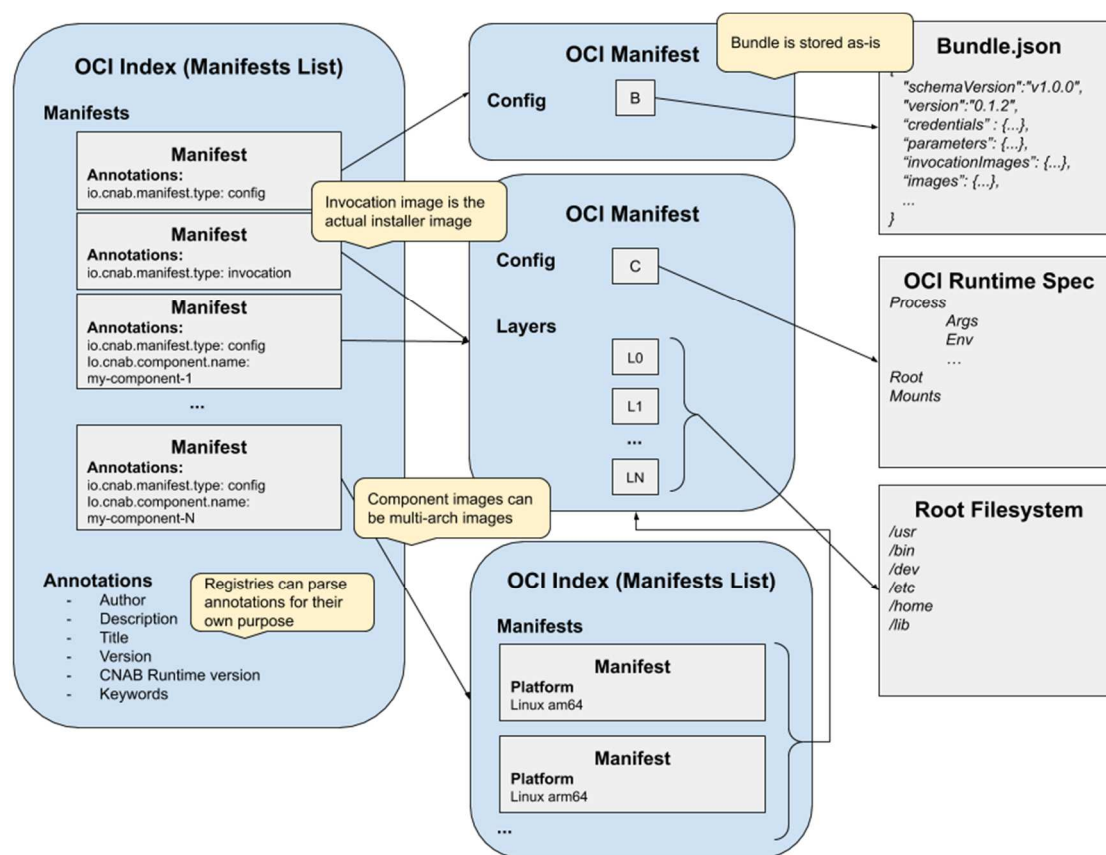 OCI Index (Manifests List)
Manifests
Manifest
Annotations:
io.cnab.manifest.type: config
Manifest
Annotations:
io.cnab.manifest.type: invocation
Manifest
Annotations:
io.cnab.manifest.type: config
Io.cnab.component.name:
my-component-1
...
Manifest
Annotations:
io.cnab.manifest.type: config
Io.cnab.component.name:
my-component-N
Annotations
- Author
- Description
- Title
- Version
- CNAB Runtime version
- Keywords
Registries can parse
annotations for their
own purpose
Invocation image is the
actual installer image
Component images can
be multi-arch images
OCI Manifest
Config
B
Bundle is stored as-is
OCI Manifest
Config
C
Layers
L0
L1
...
LN
OCI Index (Manifests List)
Manifests
Manifest
Platform
Linux am64
Manifest
Platform
Linux arm64
...
Bundle.json
{
"schemaVersion":"v1.0.0",
"version":"0.1.2",
“credentials” : {...},
“parameters”: {...},
“invocationImages”: {...},
“images”: {...},
...
}
OCI Runtime Spec
Process
Args
Env
…
Root
Mounts
Root Filesystem
/usr
/bin
/dev
/etc
/home
/lib